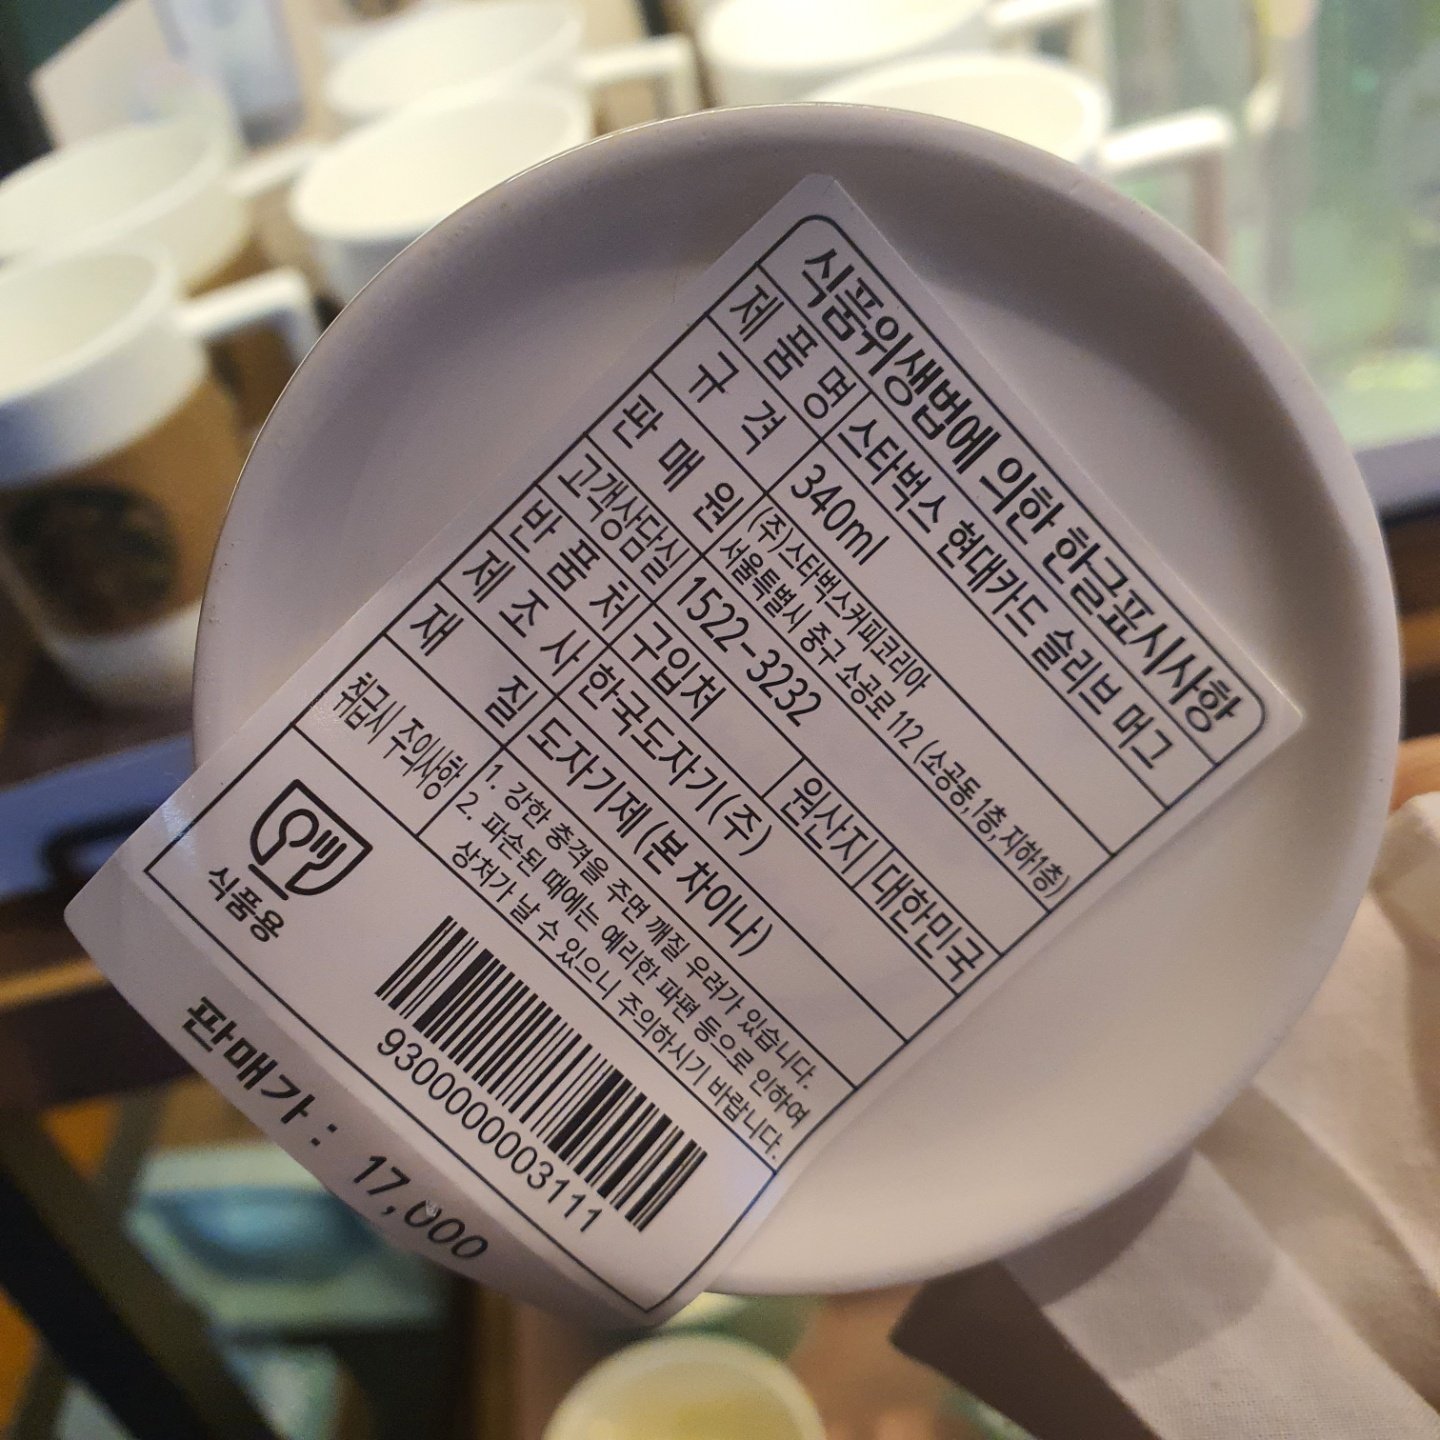 식품위생법에 의한 한글표시사항
제 품 명 스타벅스 현대카드 슬리브 머그
규 격 340ml
판 매 원 (주)스타벅스커피코리아
서울특별시 중구 소공로 112 (소공동,1층,지하1층)
고객상담실 1522-3232
반 품 처 구입처 원산지 대한민국
제 조 사 한국도자기(주)
재 질 도자기제(본 차이나)
취급시 주의사항 1. 강한 충격을 주면 깨질 우려가 있습니다.
2. 파손된 때에는 예리한 파편 등으로 인하여
상처가 날 수 있으니 주의하시기 바랍니다.
식품용
9300000003111
판매가 : 17,000